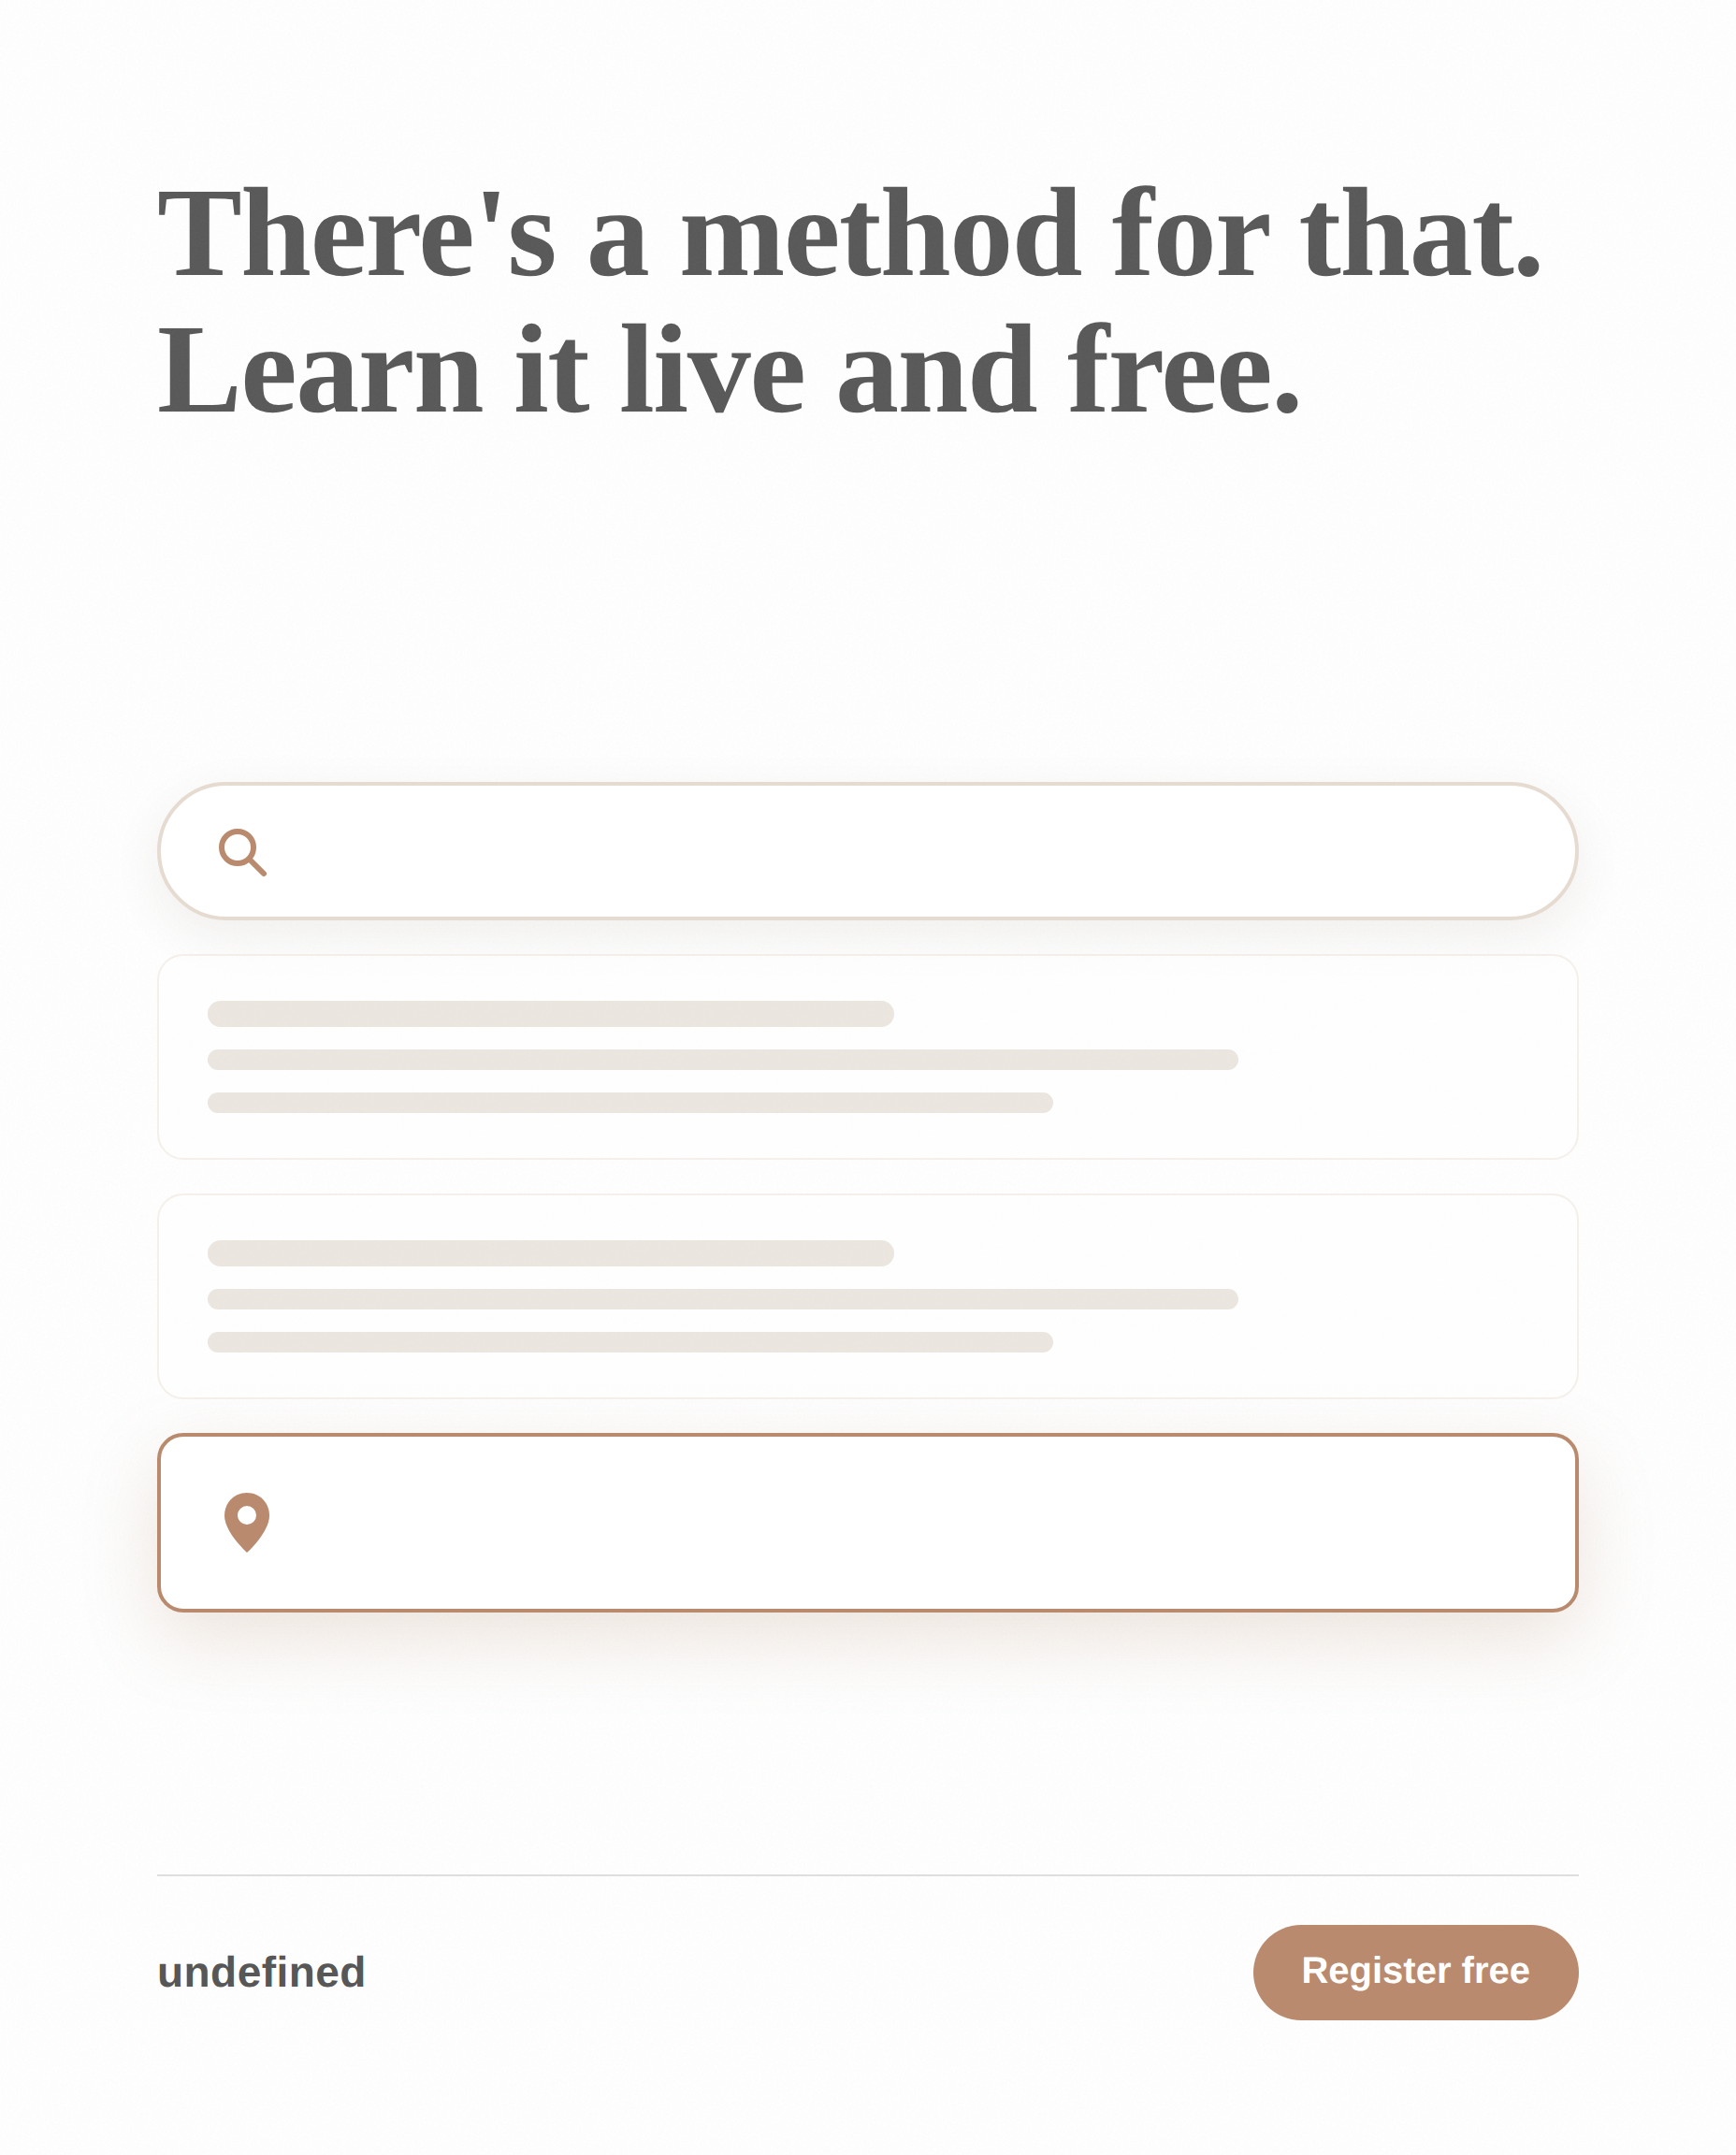 There's a method for that.
Learn it live and free.
undefined
Register free